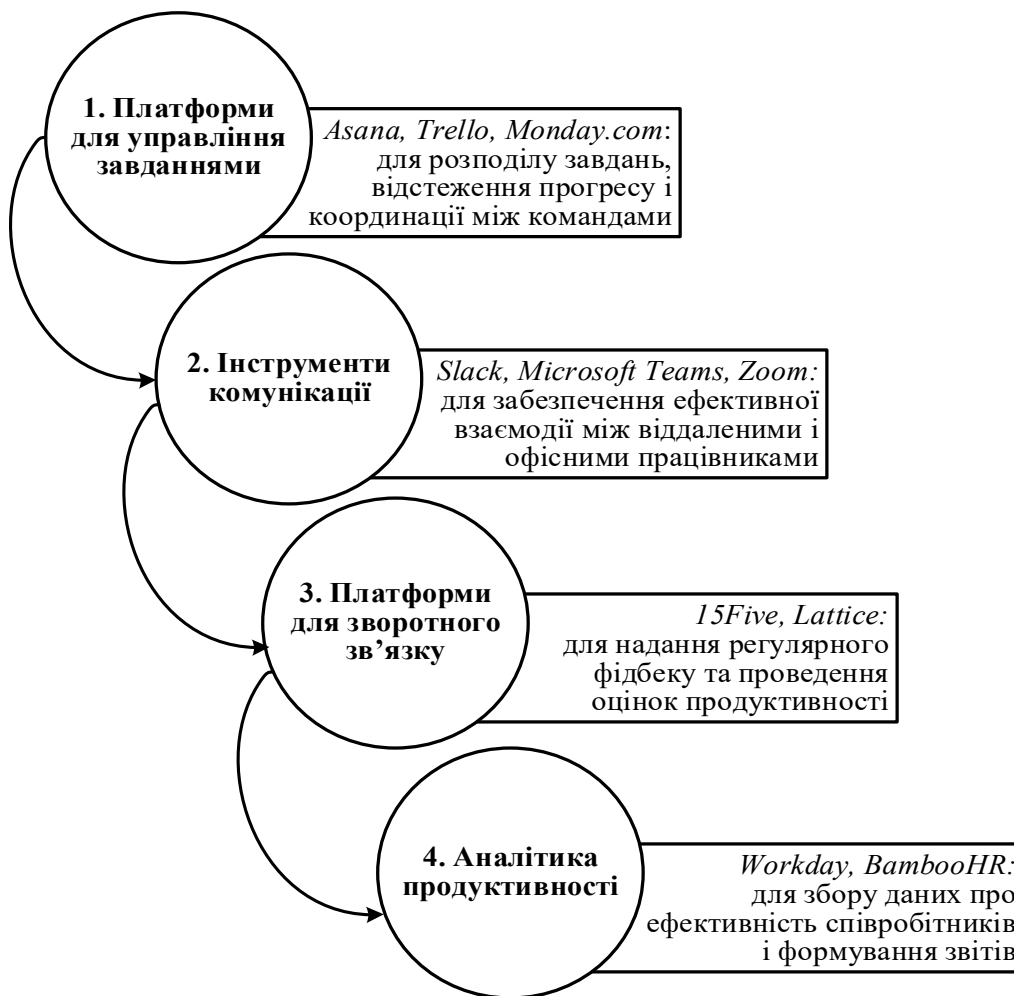 1. Платформи
для управління
завданнями
Asana, Trello, Monday.com:
для розподілу завдань,
відстеження прогресу і
координації між командами
2. Інструменти
комунікації
Slack, Microsoft Teams, Zoom:
для забезпечення ефективної
взаємодії між віддаленими і
офісними працівниками
3. Платформи
для зворотного
зв’язку
15Five, Lattice:
для надання регулярного
фідбеку та проведення
оцінок продуктивності
4. Аналітика
продуктивності
Workday, BambooHR:
для збору даних про
ефективність співробітників
і формування звітів